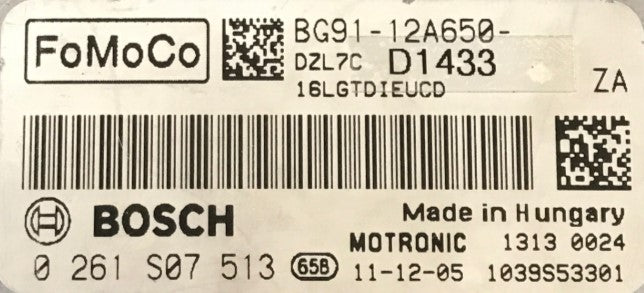 FoMoCo BG91-12A650-
DZL7C D1433
16LGTDIEUCD ZA
BOSCH Made in Hungary
MOTRONIC 1313 0024
0 261 S07 513 65B 11-12-05 1039S53301